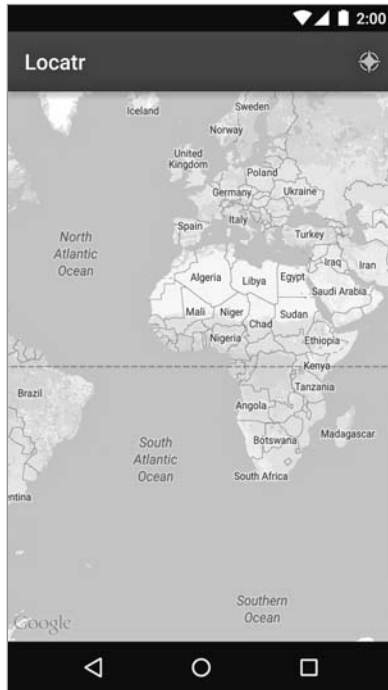 2:00
Locatr
Iceland
Sweden
Norway
United
Kingdom
Poland
Germany
Ukraine
Italy
Spain
Turkey
North
Atlantic
Ocean
Iraq
Iran
Algeria
Libya
Egypt
Saudi Arabia
Mali
Niger
Chad
Sudan
Nigeria
Ethiopia
Kenya
Brazil
Tanzania
Angola
Madagascar
Botswana
South
Atlantic
Ocean
South Africa
entina
Southern
Ocean
Google